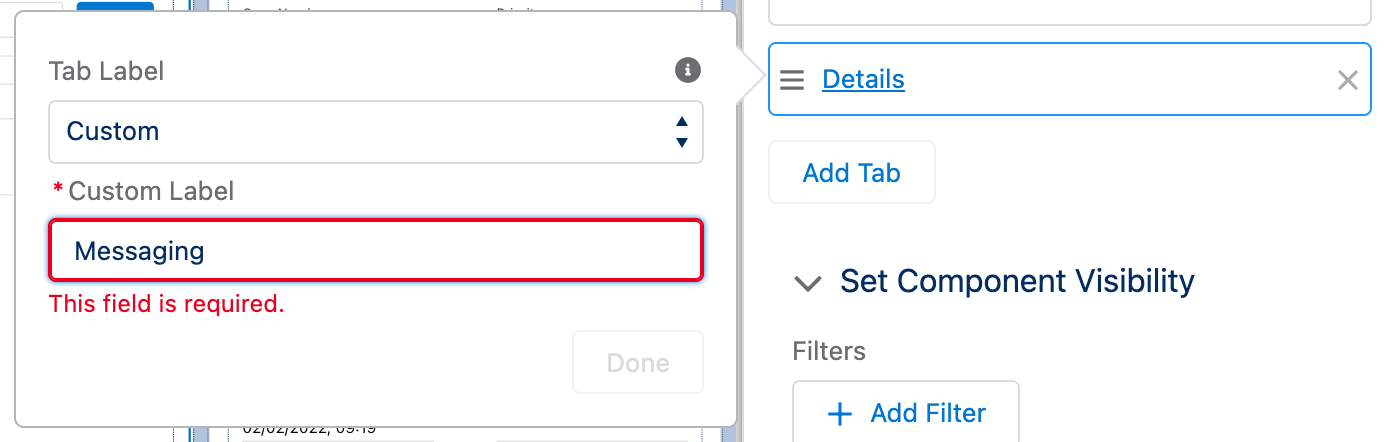 Tab Label
Custom
* Custom Label
Messaging
This field is required.
Done
02/02/2022, 09:19
Details
Add Tab
Set Component Visibility
Filters
+ Add Filter